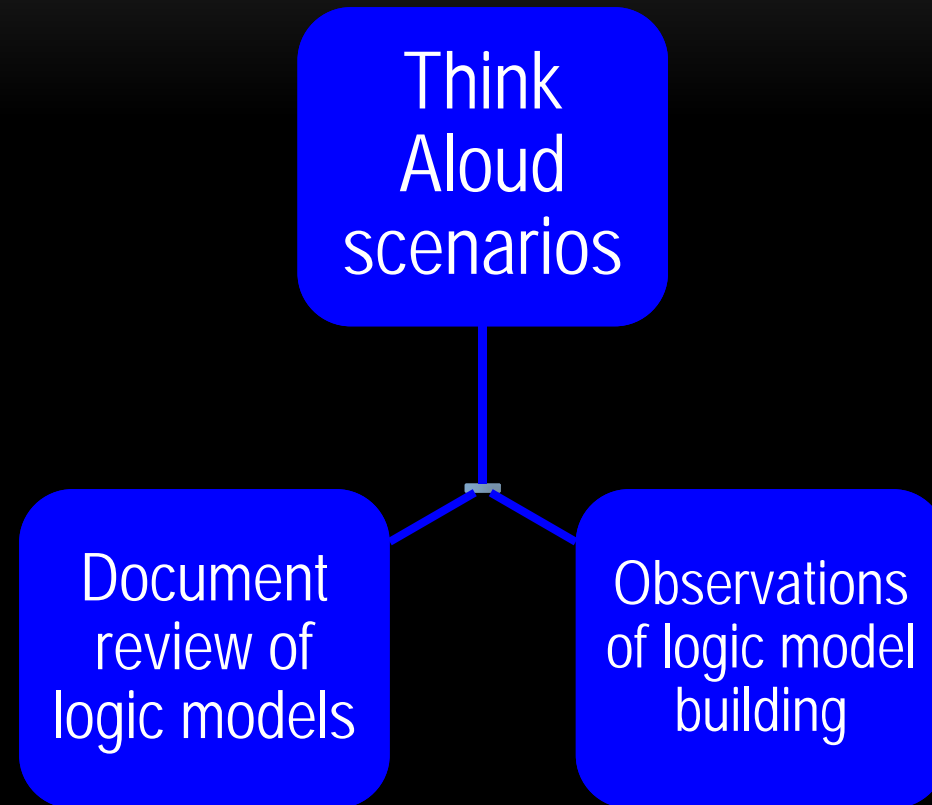 Think
Aloud
scenarios
Document
review of
logic models
Observations
of logic model
building